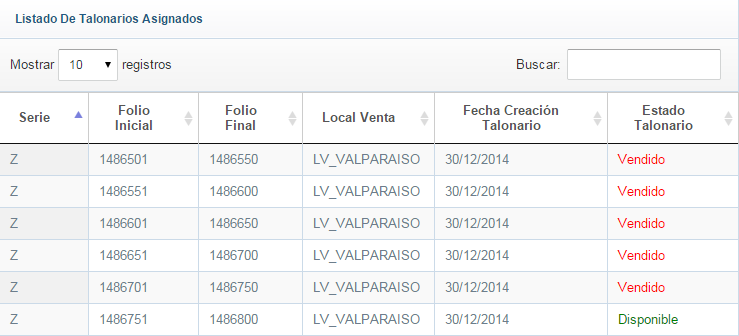 Listado De Talonarios Asignados
Mostrar 10 registros Buscar:
Serie Folio Inicial Folio Final Local Venta Fecha Creación Talonario Estado Talonario
Z 1486501 1486550 LV_VALPARAISO 30/12/2014 Vendido
Z 1486551 1486600 LV_VALPARAISO 30/12/2014 Vendido
Z 1486601 1486650 LV_VALPARAISO 30/12/2014 Vendido
Z 1486651 1486700 LV_VALPARAISO 30/12/2014 Vendido
Z 1486701 1486750 LV_VALPARAISO 30/12/2014 Vendido
Z 1486751 1486800 LV_VALPARAISO 30/12/2014 Disponible